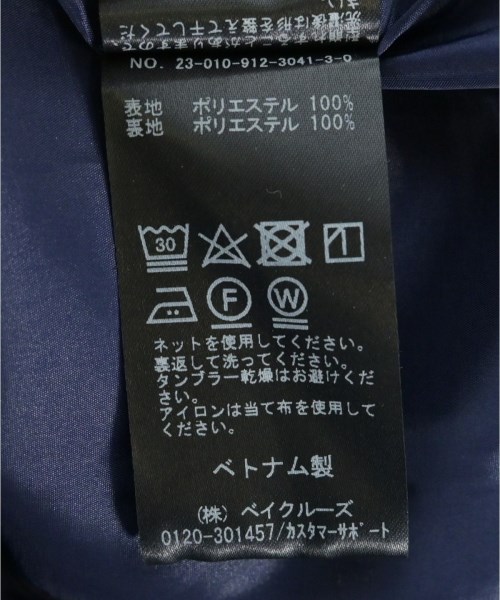 NO. 23-010-912-3041-3-0
表地 ポリエステル 100%
裏地 ポリエステル 100%
30
F W
ネットを使用してください。
裏返して洗ってください。
タンブラー乾燥はお避けくだ
さい。
アイロンは当て布を使用して
ください。
ベトナム製
(株) ベイクルーズ
0120-301457/カスタマーサポート